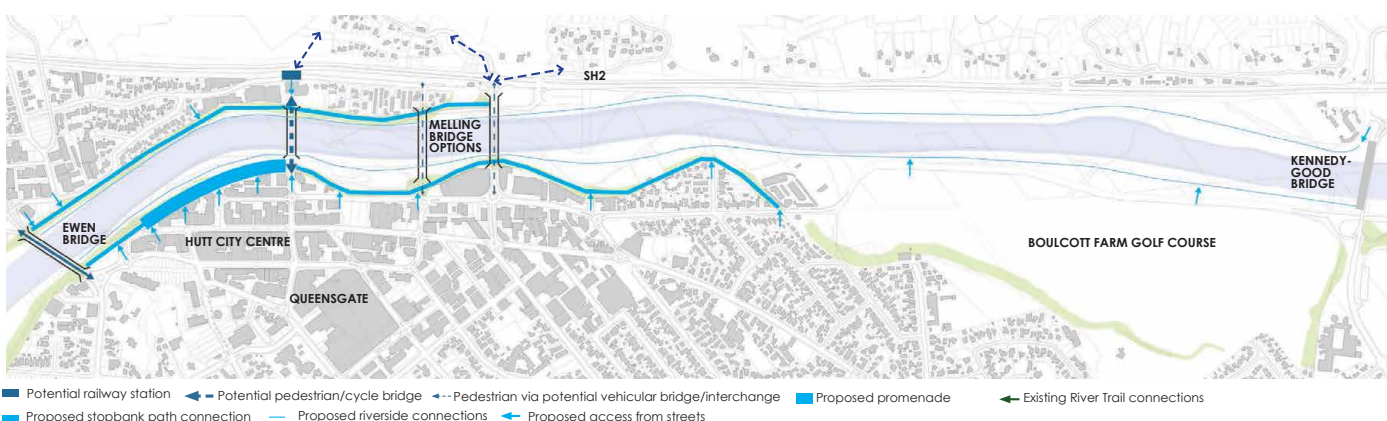 SH2
MELLING
BRIDGE
OPTIONS
KENNEDY-
GOOD
BRIDGE
EWEN
BRIDGE
HUTT CITY CENTRE
BOULCOTT FARM GOLF COURSE
QUEENSGATE
Potential railway station
Potential pedestrian/cycle bridge
Pedestrian via potential vehicular bridge/interchange
Proposed promenade
Existing River Trail connections
Proposed stopbank path connection
Proposed riverside connections
Proposed access from streets